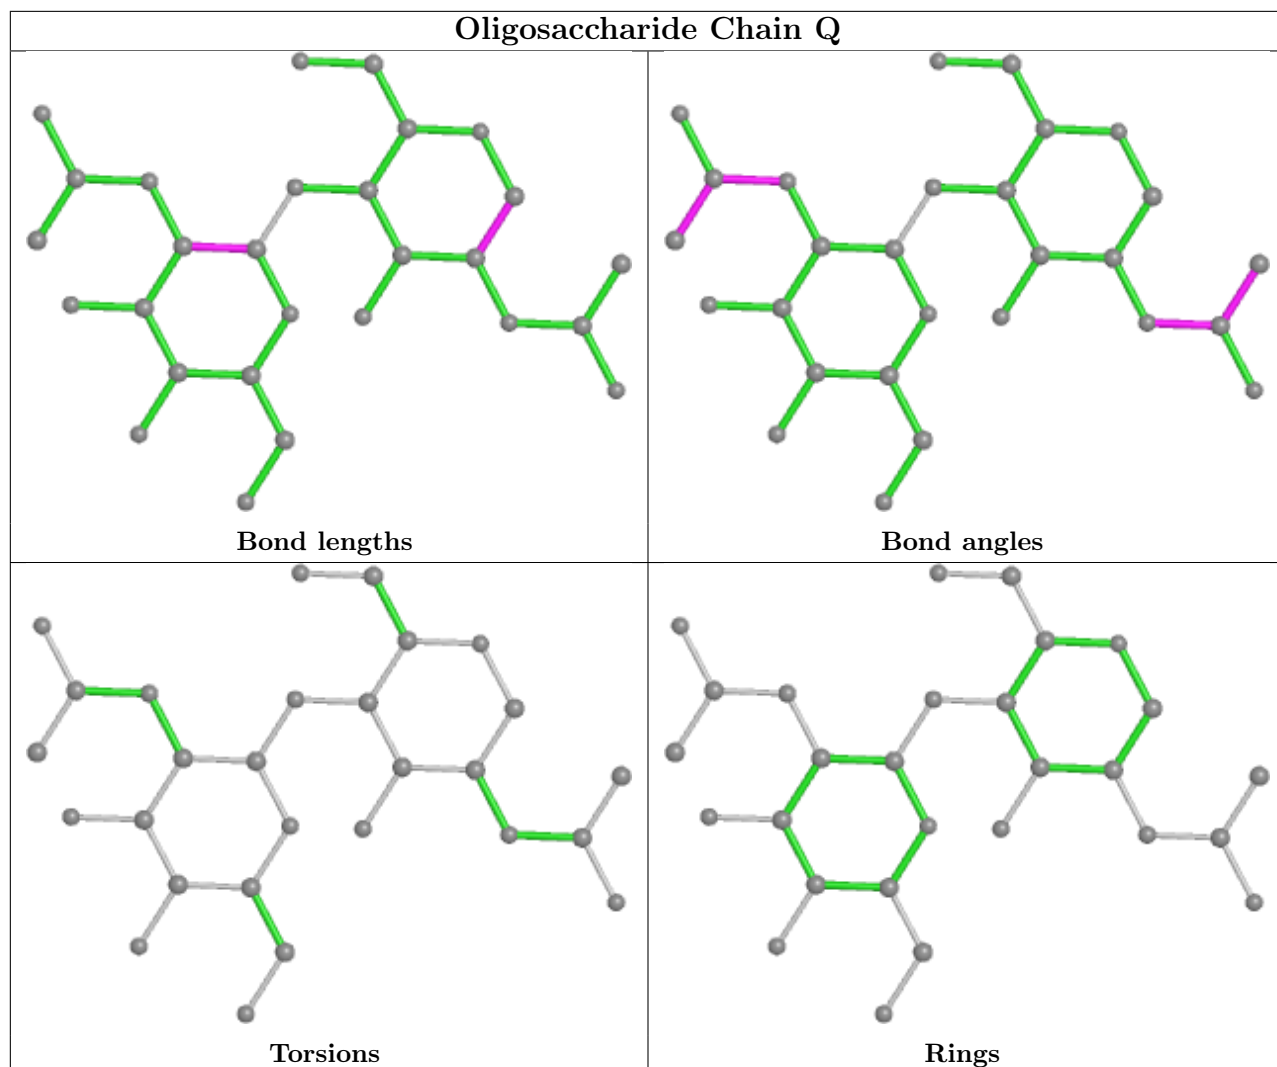 Oligosaccharide Chain Q
Bond lengths
Bond angles
Torsions
Rings